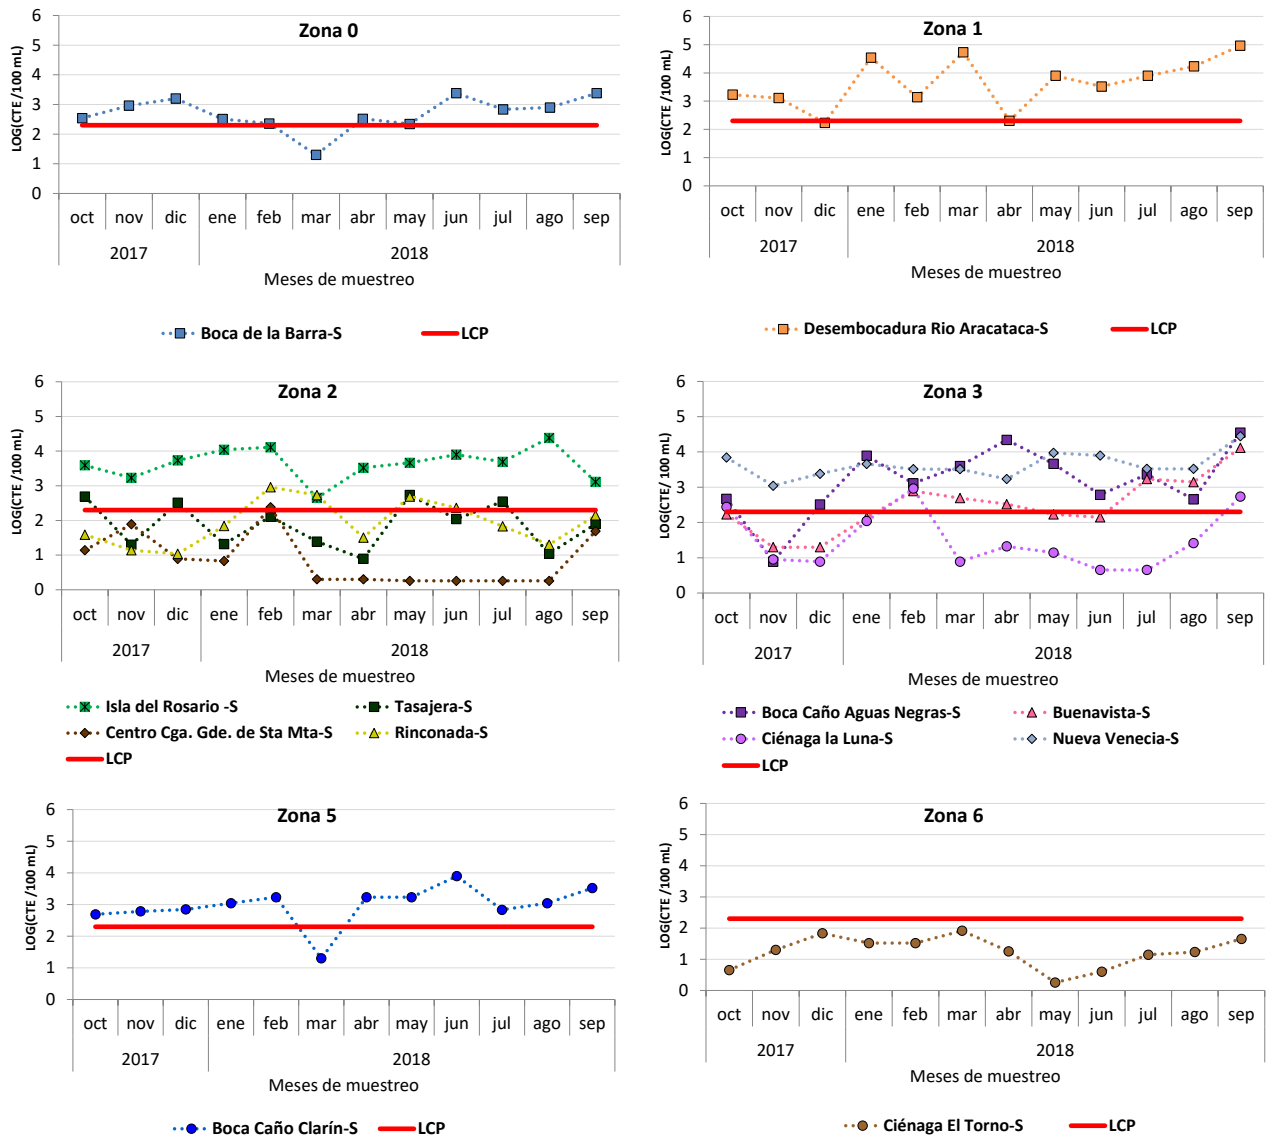 Zona 0
LOG(CTE /100 mL)
6
5
4
3
2
1
0
oct nov dic ene feb mar abr may jun jul ago sep
2017 2018
Meses de muestreo
Boca de la Barra-S LCP
Zona 1
LOG(CTE /100 mL)
6
5
4
3
2
1
0
oct nov dic ene feb mar abr may jun jul ago sep
2017 2018
Meses de muestreo
Desembocadura Rio Aracataca-S LCP
Zona 2
LOG(CTE /100 mL)
6
5
4
3
2
1
0
oct nov dic ene feb mar abr may jun jul ago sep
2017 2018
Meses de muestreo
Isla del Rosario -S Tasajera-S
Centro Cga. Gde. de Sta Mta-S Rinconada-S
LCP
Zona 3
LOG(CTE/ 100 mL)
6
5
4
3
2
1
0
oct nov dic ene feb mar abr may jun jul ago sep
2017 2018
Meses de muestreo
Boca Caño Aguas Negras-S Buenavista-S
Ciénaga la Luna-S Nueva Venecia-S
LCP
Zona 5
LOG(CTE /100 mL)
6
5
4
3
2
1
0
oct nov dic ene feb mar abr may jun jul ago sep
2017 2018
Meses de muestreo
Boca Caño Clarín-S LCP
Zona 6
LOG(CTE /100 mL)
6
5
4
3
2
1
0
oct nov dic ene feb mar abr may jun jul ago sep
2017 2018
Meses de muestreo
Ciénaga El Torno-S LCP